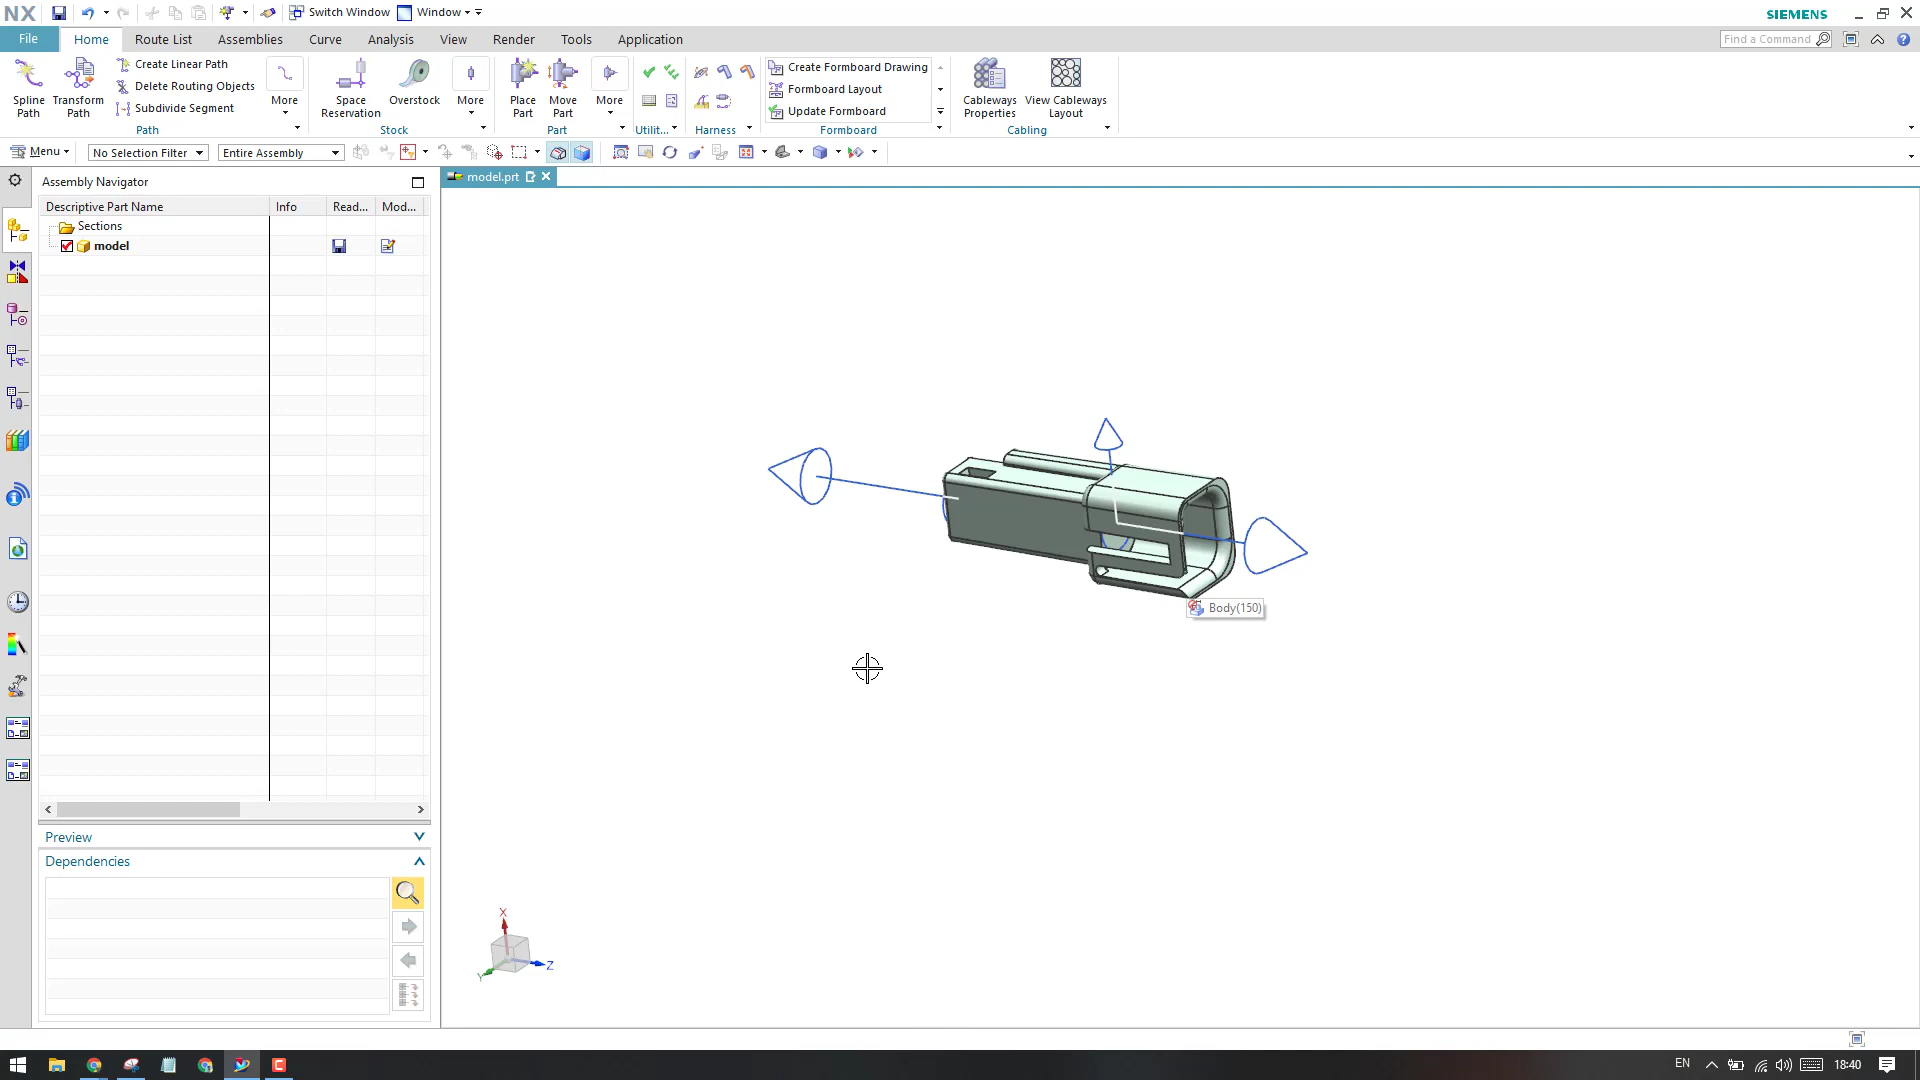 NX
Switch Window
Window
SIEMENS
File
Home
Route List
Assemblies
Curve
Analysis
View
Render
Tools
Application
Find a Command
Spline Path
Transform Path
Create Linear Path
Delete Routing Objects
Subdivide Segment
More
Path
Space Reservation
Overstock
More
Stock
Place Part
Move Part
More
Part
Utilit...
Harness
Create Formboard Drawing
Formboard Layout
Update Formboard
Formboard
Cableways Properties
View Cableways Layout
Cabling
Menu
No Selection Filter
Entire Assembly
Assembly Navigator
model.prt
Descriptive Part Name
Info
Read...
Mod...
Sections
model
Body(150)
Preview
Dependencies
X
Y
Z
EN
18:40